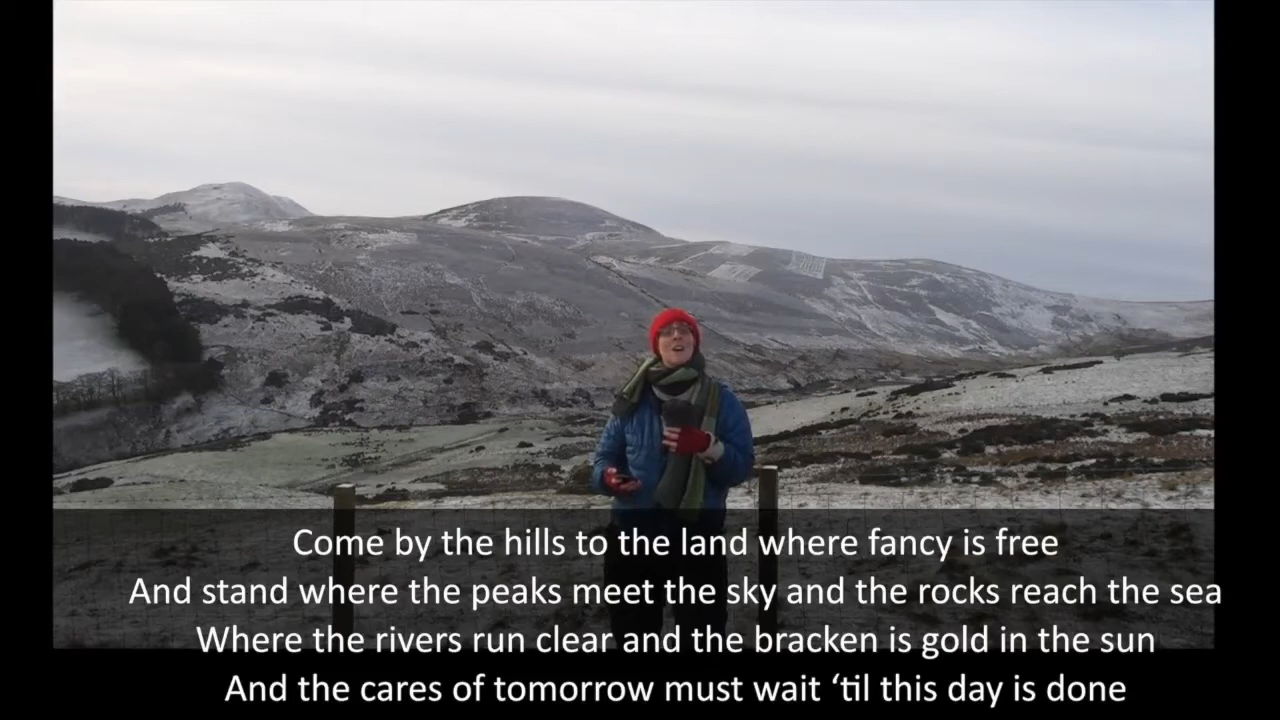 Come by the hills to the land where fancy is free
And stand where the peaks meet the sky and the rocks reach the sea
Where the rivers run clear and the bracken is gold in the sun
And the cares of tomorrow must wait ‘til this day is done